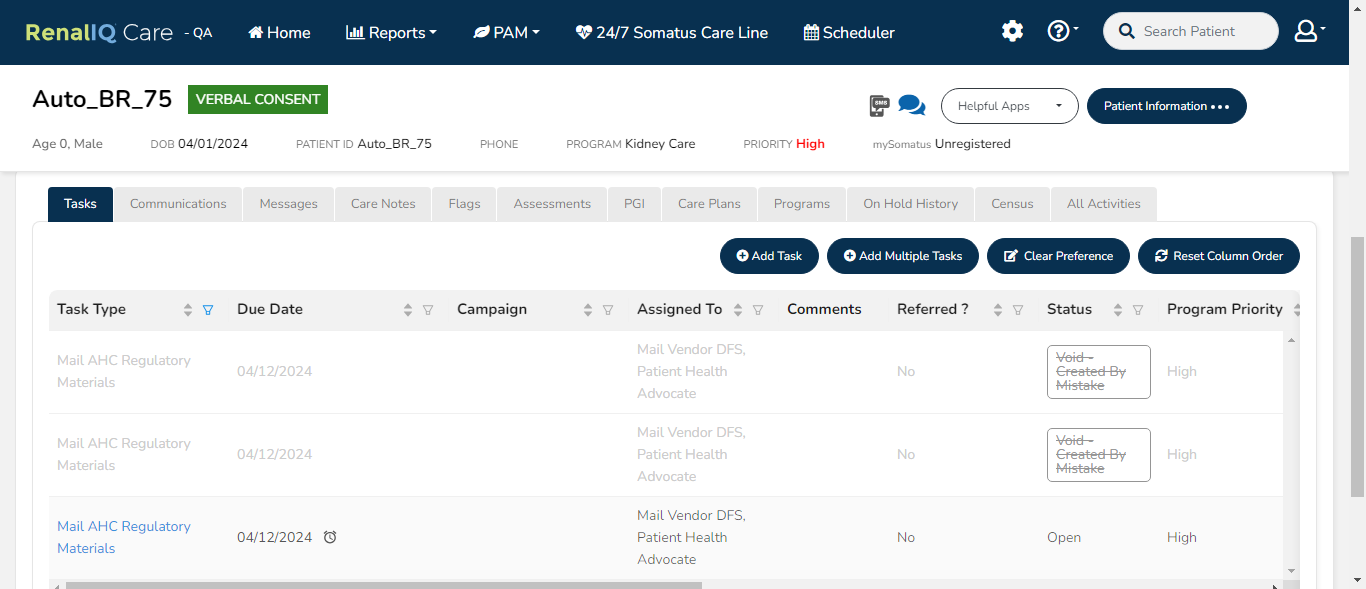 RenalIQ Care - QA Home Reports PAM 24/7 Somatus Care Line Scheduler Search Patient
Auto_BR_75 VERBAL CONSENT SMS Helpful Apps Patient Information •••
Age 0, Male DOB 04/01/2024 PATIENT ID Auto_BR_75 PHONE PROGRAM Kidney Care PRIORITY High mySomatus Unregistered
Tasks Communications Messages Care Notes Flags Assessments PGI Care Plans Programs On Hold History Census All Activities
Add Task Add Multiple Tasks Clear Preference Reset Column Order
Task Type Due Date Campaign Assigned To Comments Referred ? Status Program Priority
Mail AHC Regulatory
Materials
04/12/2024
Mail Vendor DFS,
Patient Health
Advocate
No
Void -
Created By
Mistake
High
Mail AHC Regulatory
Materials
04/12/2024
Mail Vendor DFS,
Patient Health
Advocate
No
Void -
Created By
Mistake
High
Mail AHC Regulatory
Materials
04/12/2024
Mail Vendor DFS,
Patient Health
Advocate
No
Open
High